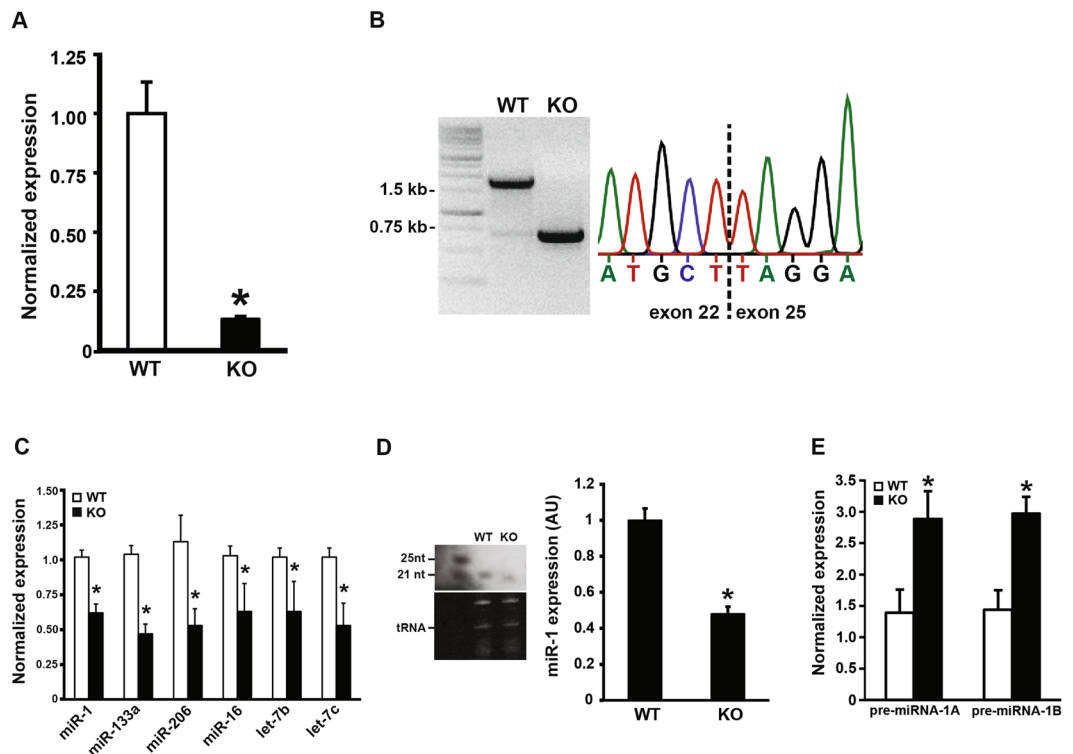 A
Normalized expression
1.25
1.00
0.75
0.50
0.25
0
*
WT
KO
B
WT KO
1.5 kb-
0.75 kb-
A T G C T T A G G A
exon 22 exon 25
C
Normalized expression
1.50
1.25
1.0
0.75
0.50
0.25
0.0
WT
KO
* * * * * *
miR-1
miR-133a
miR-206
miR-16
let-7b
let-7c
D
WT KO
25nt
21 nt
tRNA
miR-1 expression (AU)
1.2
1
0.8
0.6
0.4
0.2
0
*
WT
KO
E
Normalized expression
3.5
3.0
2.5
2.0
1.5
1.0
0.5
0.0
WT
KO
* *
pre-miRNA-1A
pre-miRNA-1B